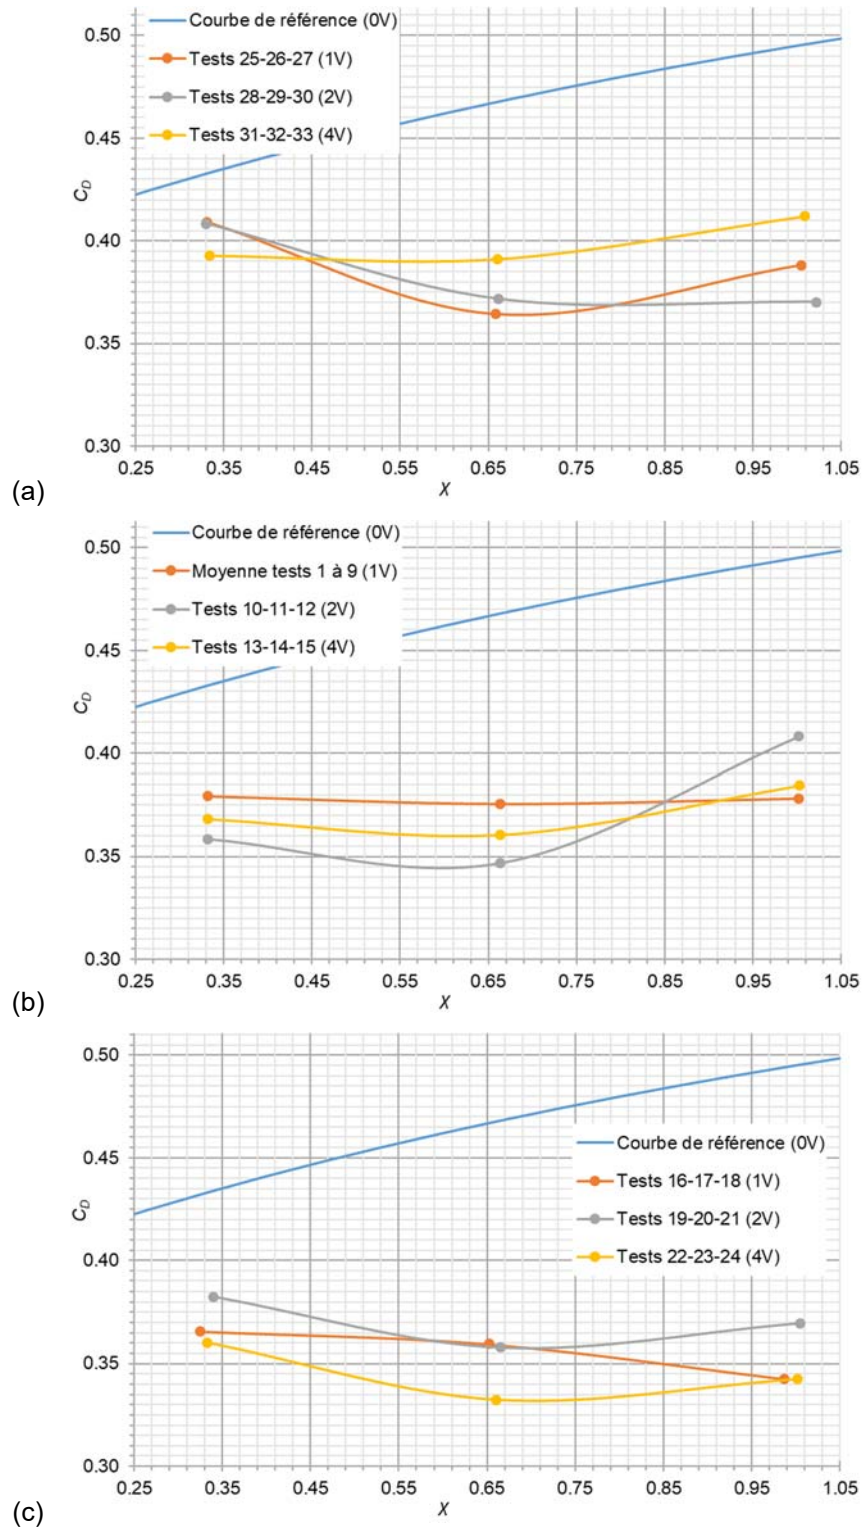 0.50
0.45
0.40
0.35
0.30
C_D
Courbe de référence (0V)
Tests 25-26-27 (1V)
Tests 28-29-30 (2V)
Tests 31-32-33 (4V)
0.25 0.35 0.45 0.55 0.65 0.75 0.85 0.95 1.05
χ
(a)
0.50
0.45
0.40
0.35
0.30
C_D
Courbe de référence (0V)
Moyenne tests 1 à 9 (1V)
Tests 10-11-12 (2V)
Tests 13-14-15 (4V)
0.25 0.35 0.45 0.55 0.65 0.75 0.85 0.95 1.05
χ
(b)
0.50
0.45
0.40
0.35
0.30
C_D
Courbe de référence (0V)
Tests 16-17-18 (1V)
Tests 19-20-21 (2V)
Tests 22-23-24 (4V)
0.25 0.35 0.45 0.55 0.65 0.75 0.85 0.95 1.05
χ
(c)